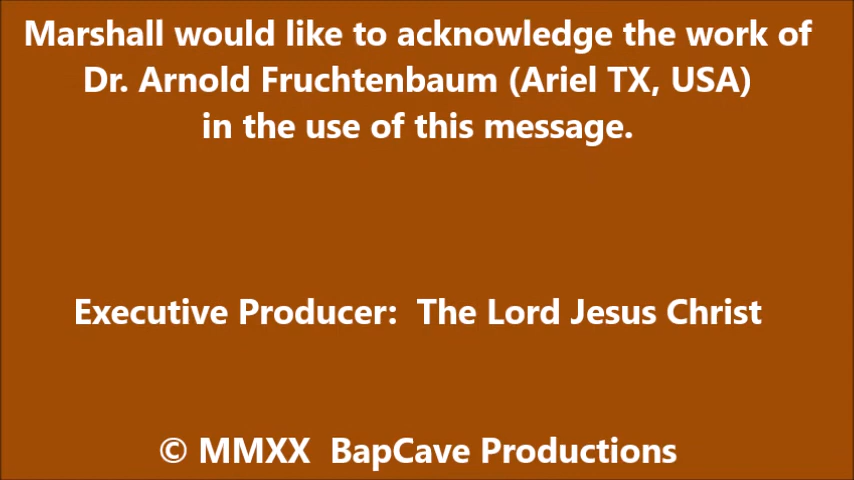 Marshall would like to acknowledge the work of
Dr. Arnold Fruchtenbaum (Ariel TX, USA)
in the use of this message.
Executive Producer:  The Lord Jesus Christ
© MMXX  BapCave Productions